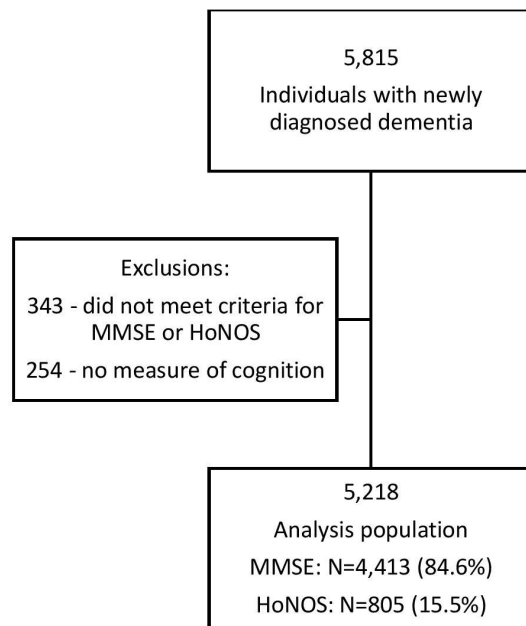 5,815
Individuals with newly
diagnosed dementia
Exclusions:
343 - did not meet criteria for
MMSE or HoNOS
254 - no measure of cognition
5,218
Analysis population
MMSE: N=4,413 (84.6%)
HoNOS: N=805 (15.5%)